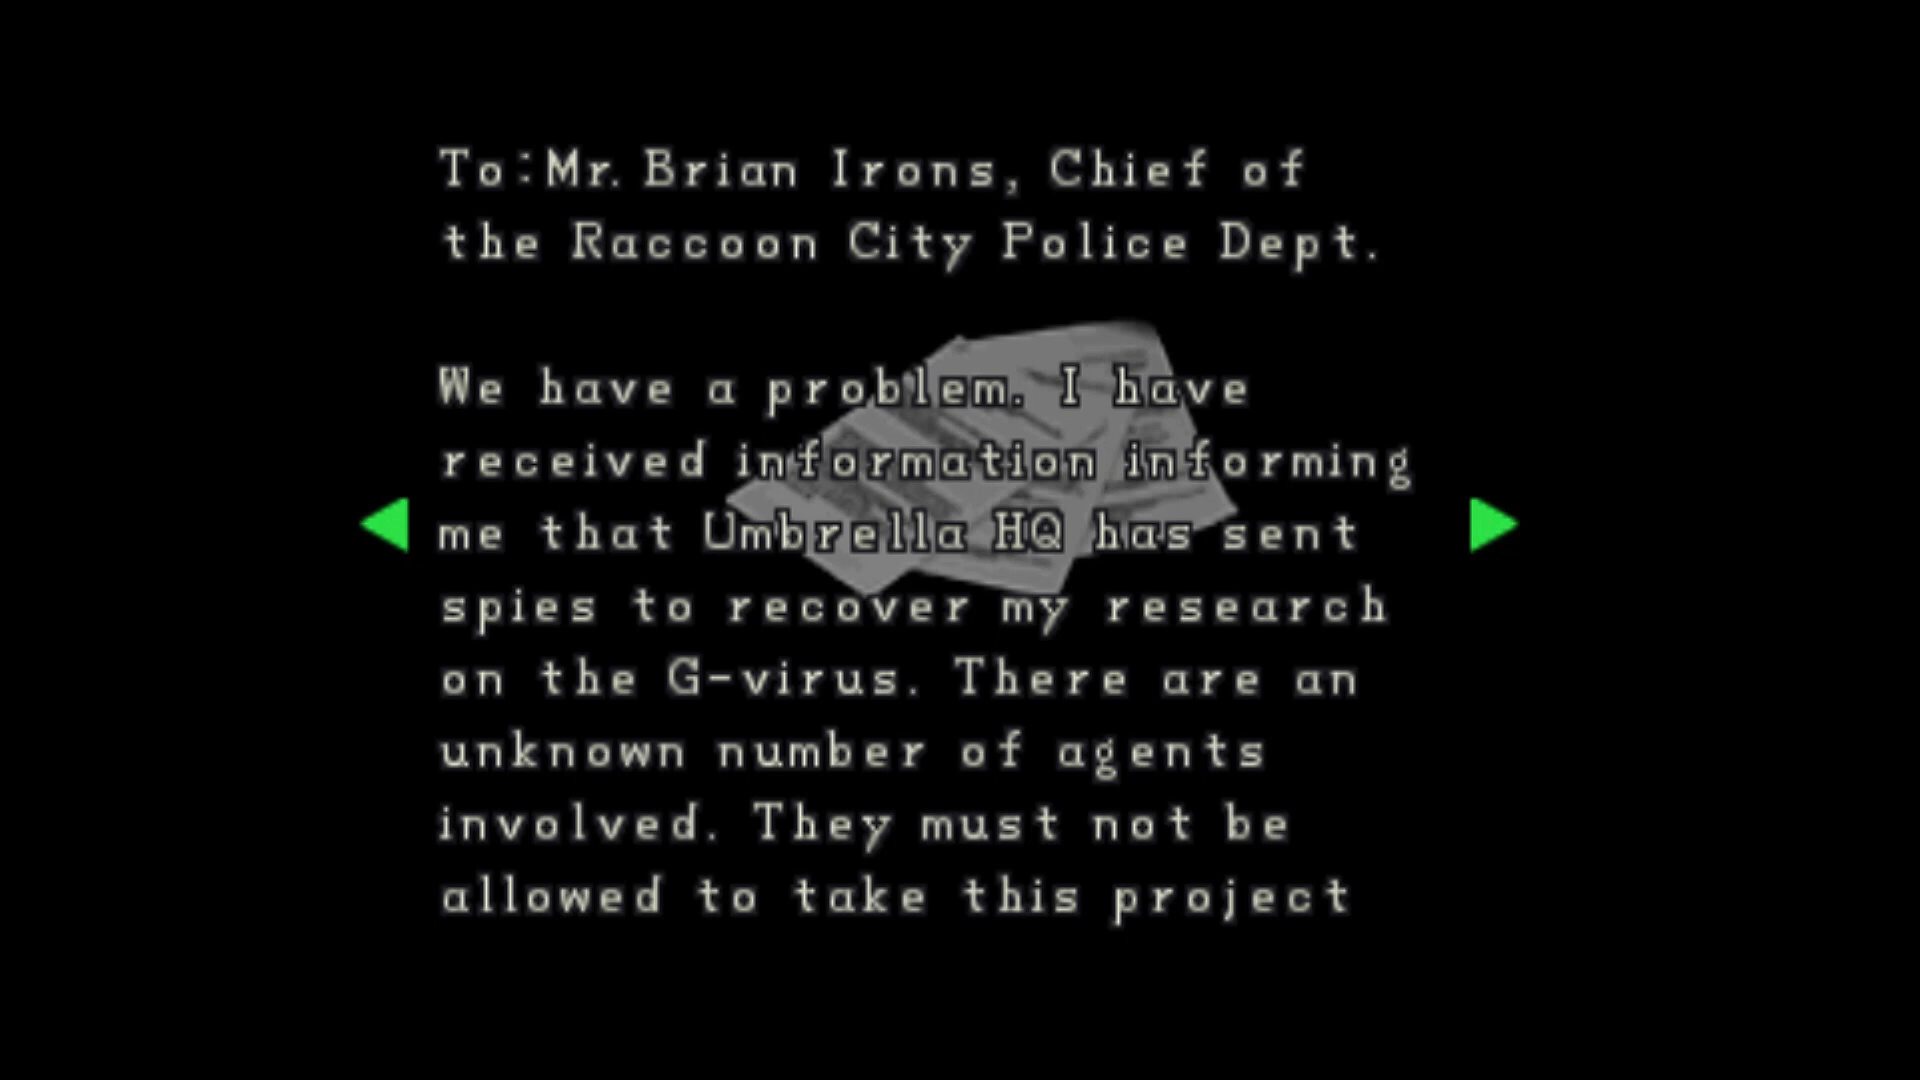 To:Mr. Brian Irons, Chief of
the Raccoon City Police Dept.
We have a problem. I have
received information informing
me that Umbrella HQ has sent
spies to recover my research
on the G-virus. There are an
unknown number of agents
involved. They must not be
allowed to take this project